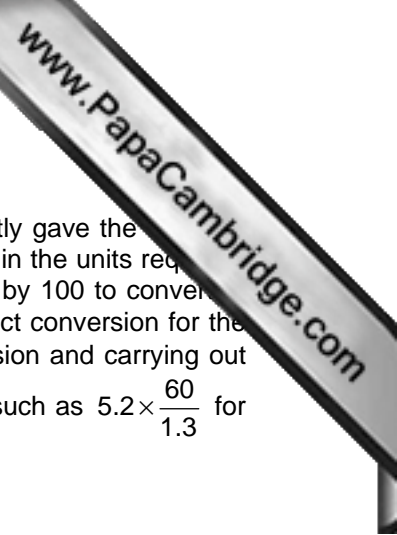 www.PapaCambridge.com
tly gave the
in the units req
by 100 to conver
ct conversion for the
sion and carrying out
such as 5.2 × 60/1.3 for